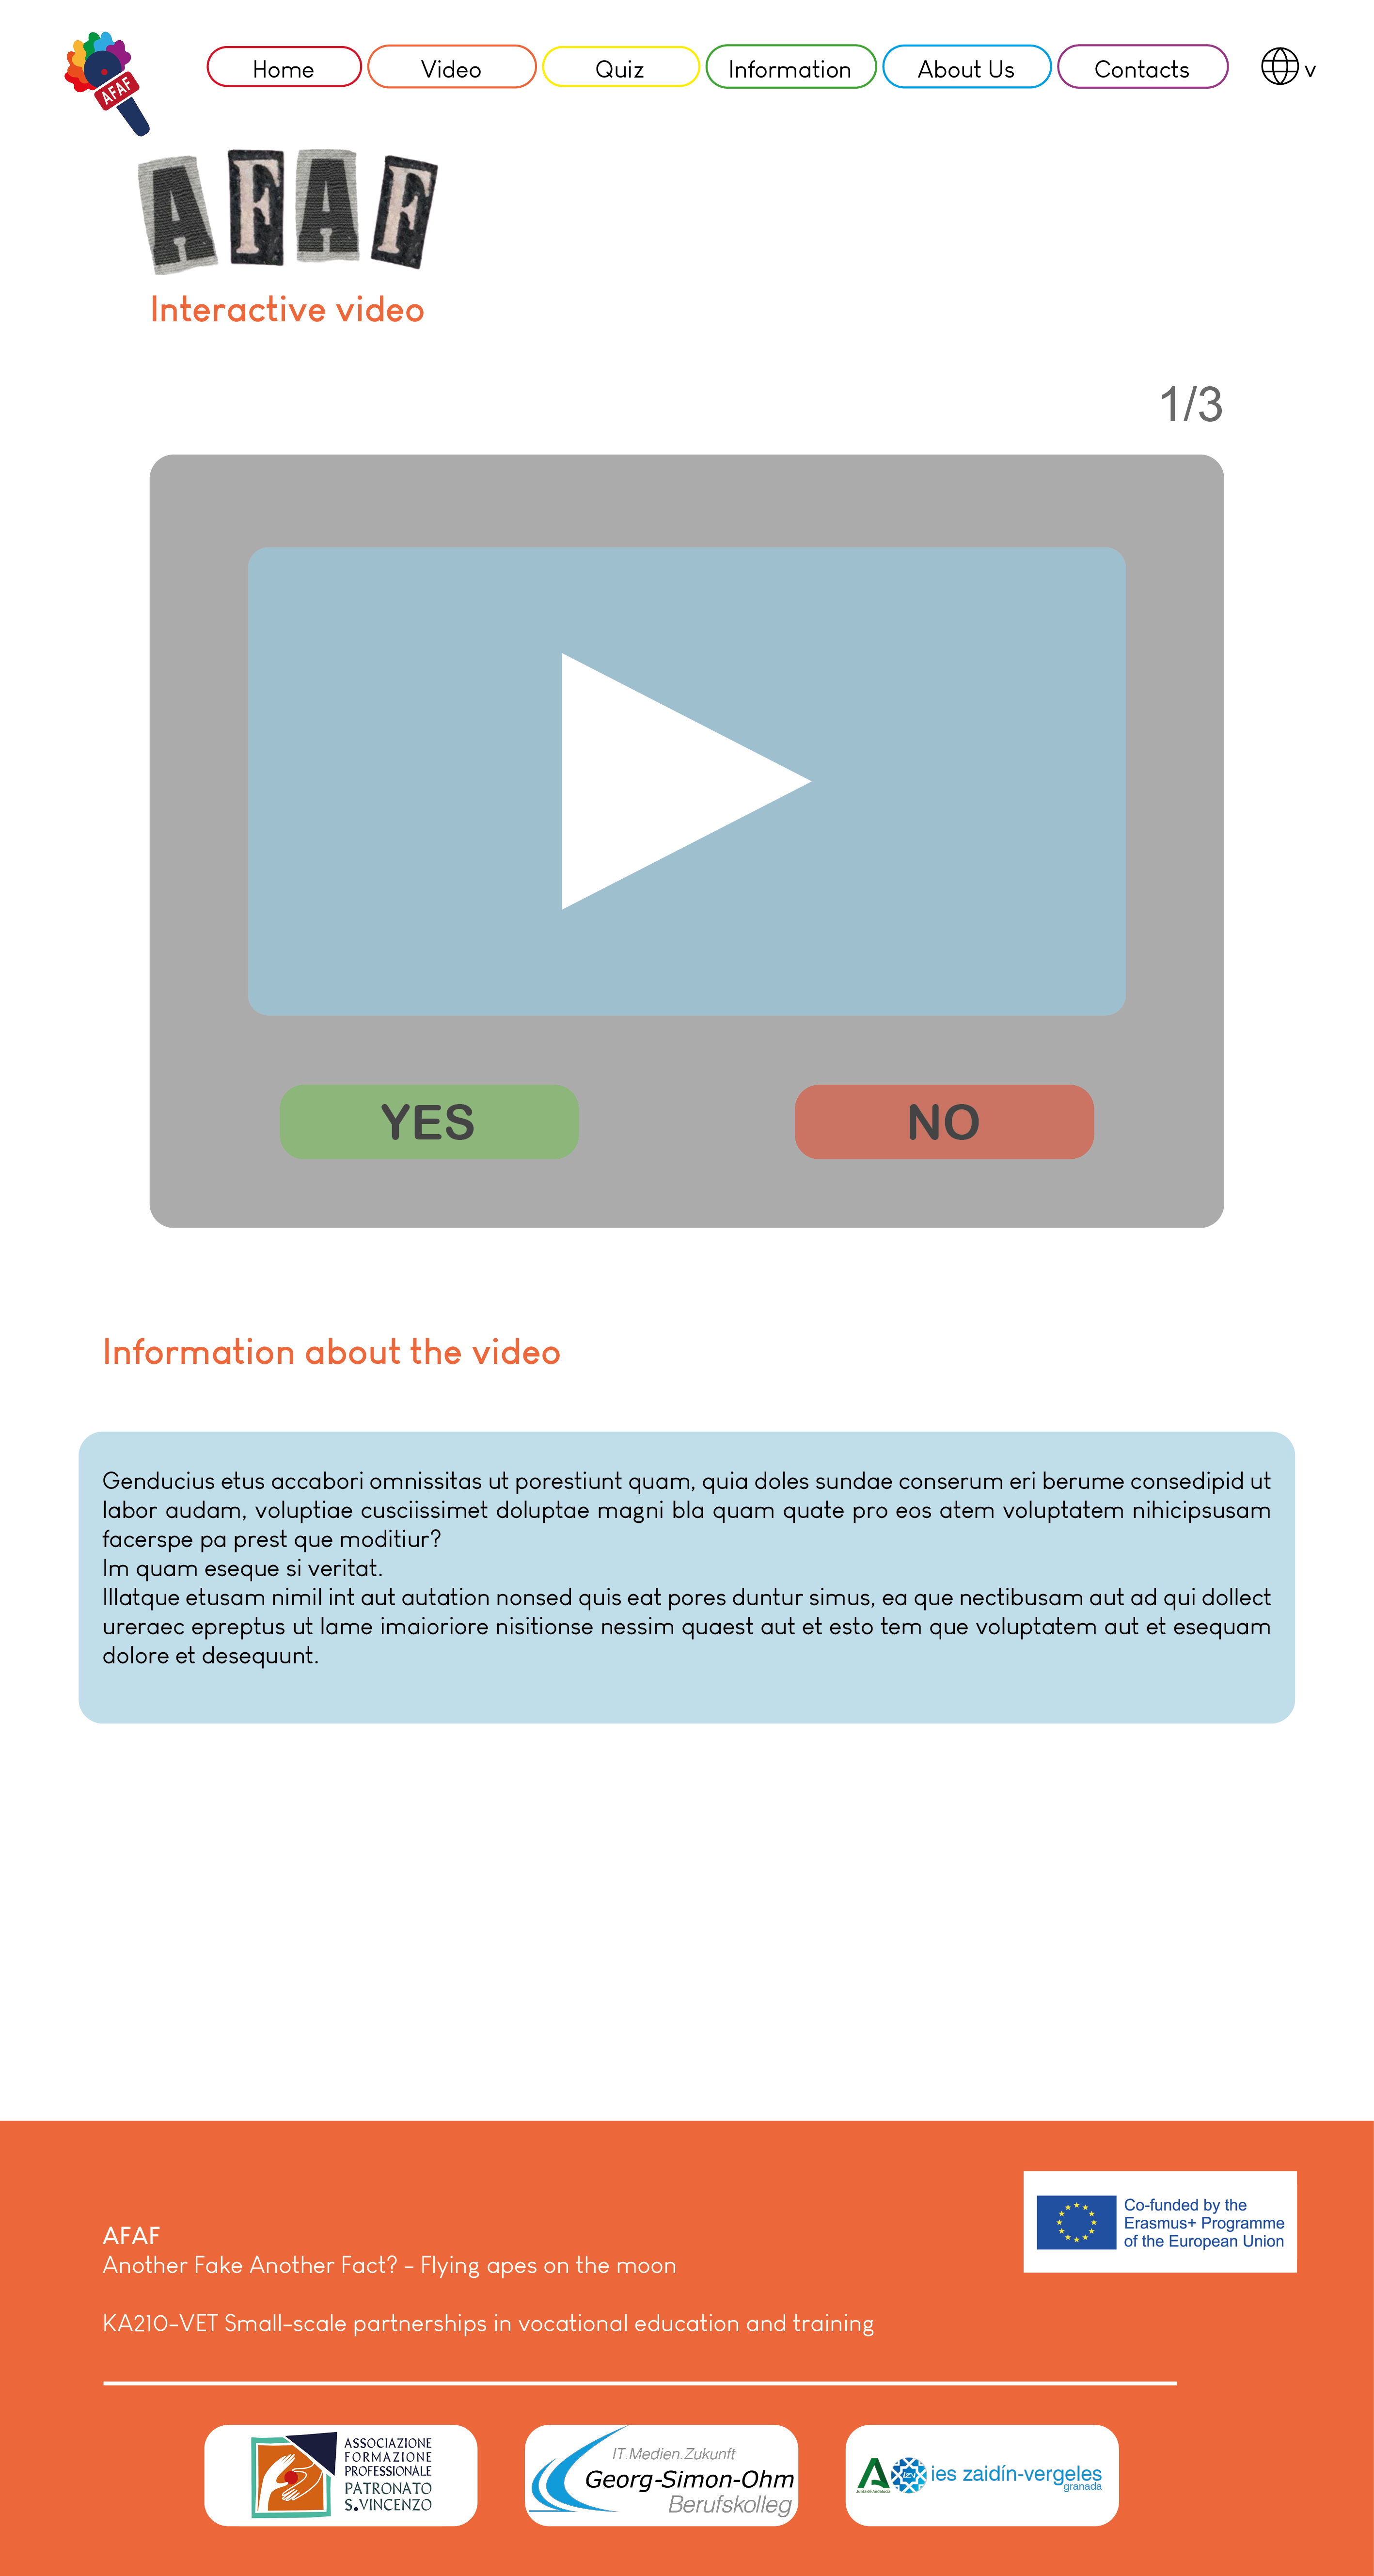 AFAF
Home
Video
Quiz
Information
About Us
Contacts
v
AFAF
Interactive video
1/3
YES
NO
Information about the video
Genducius etus accabori omnissitas ut porestiunt quam, quia doles sundae conserum eri berume consedipid ut
labor audam, voluptiae cusciissimet doluptae magni bla quam quate pro eos atem voluptatem nihicipsusam
facerspe pa prest que moditiur?
Im quam eseque si veritat.
Illatque etusam nimil int aut autation nonsed quis eat pores duntur simus, ea que nectibusam aut ad qui dollect
ureraec epreptus ut lame imaioriore nisitionse nessim quaest aut et esto tem que voluptatem aut et esequam
dolore et desequunt.
Co-funded by the
Erasmus+ Programme
of the European Union
AFAF
Another Fake Another Fact? - Flying apes on the moon
KA210-VET Small-scale partnerships in vocational education and training
ASSOCIAZIONE
FORMAZIONE
PROFESSIONALE
PATRONATO
S.VINCENZO
IT.Medien.Zukunft
Georg-Simon-Ohm
Berufskolleg
Junta de Andalucía
ies zaidín-vergeles
granada